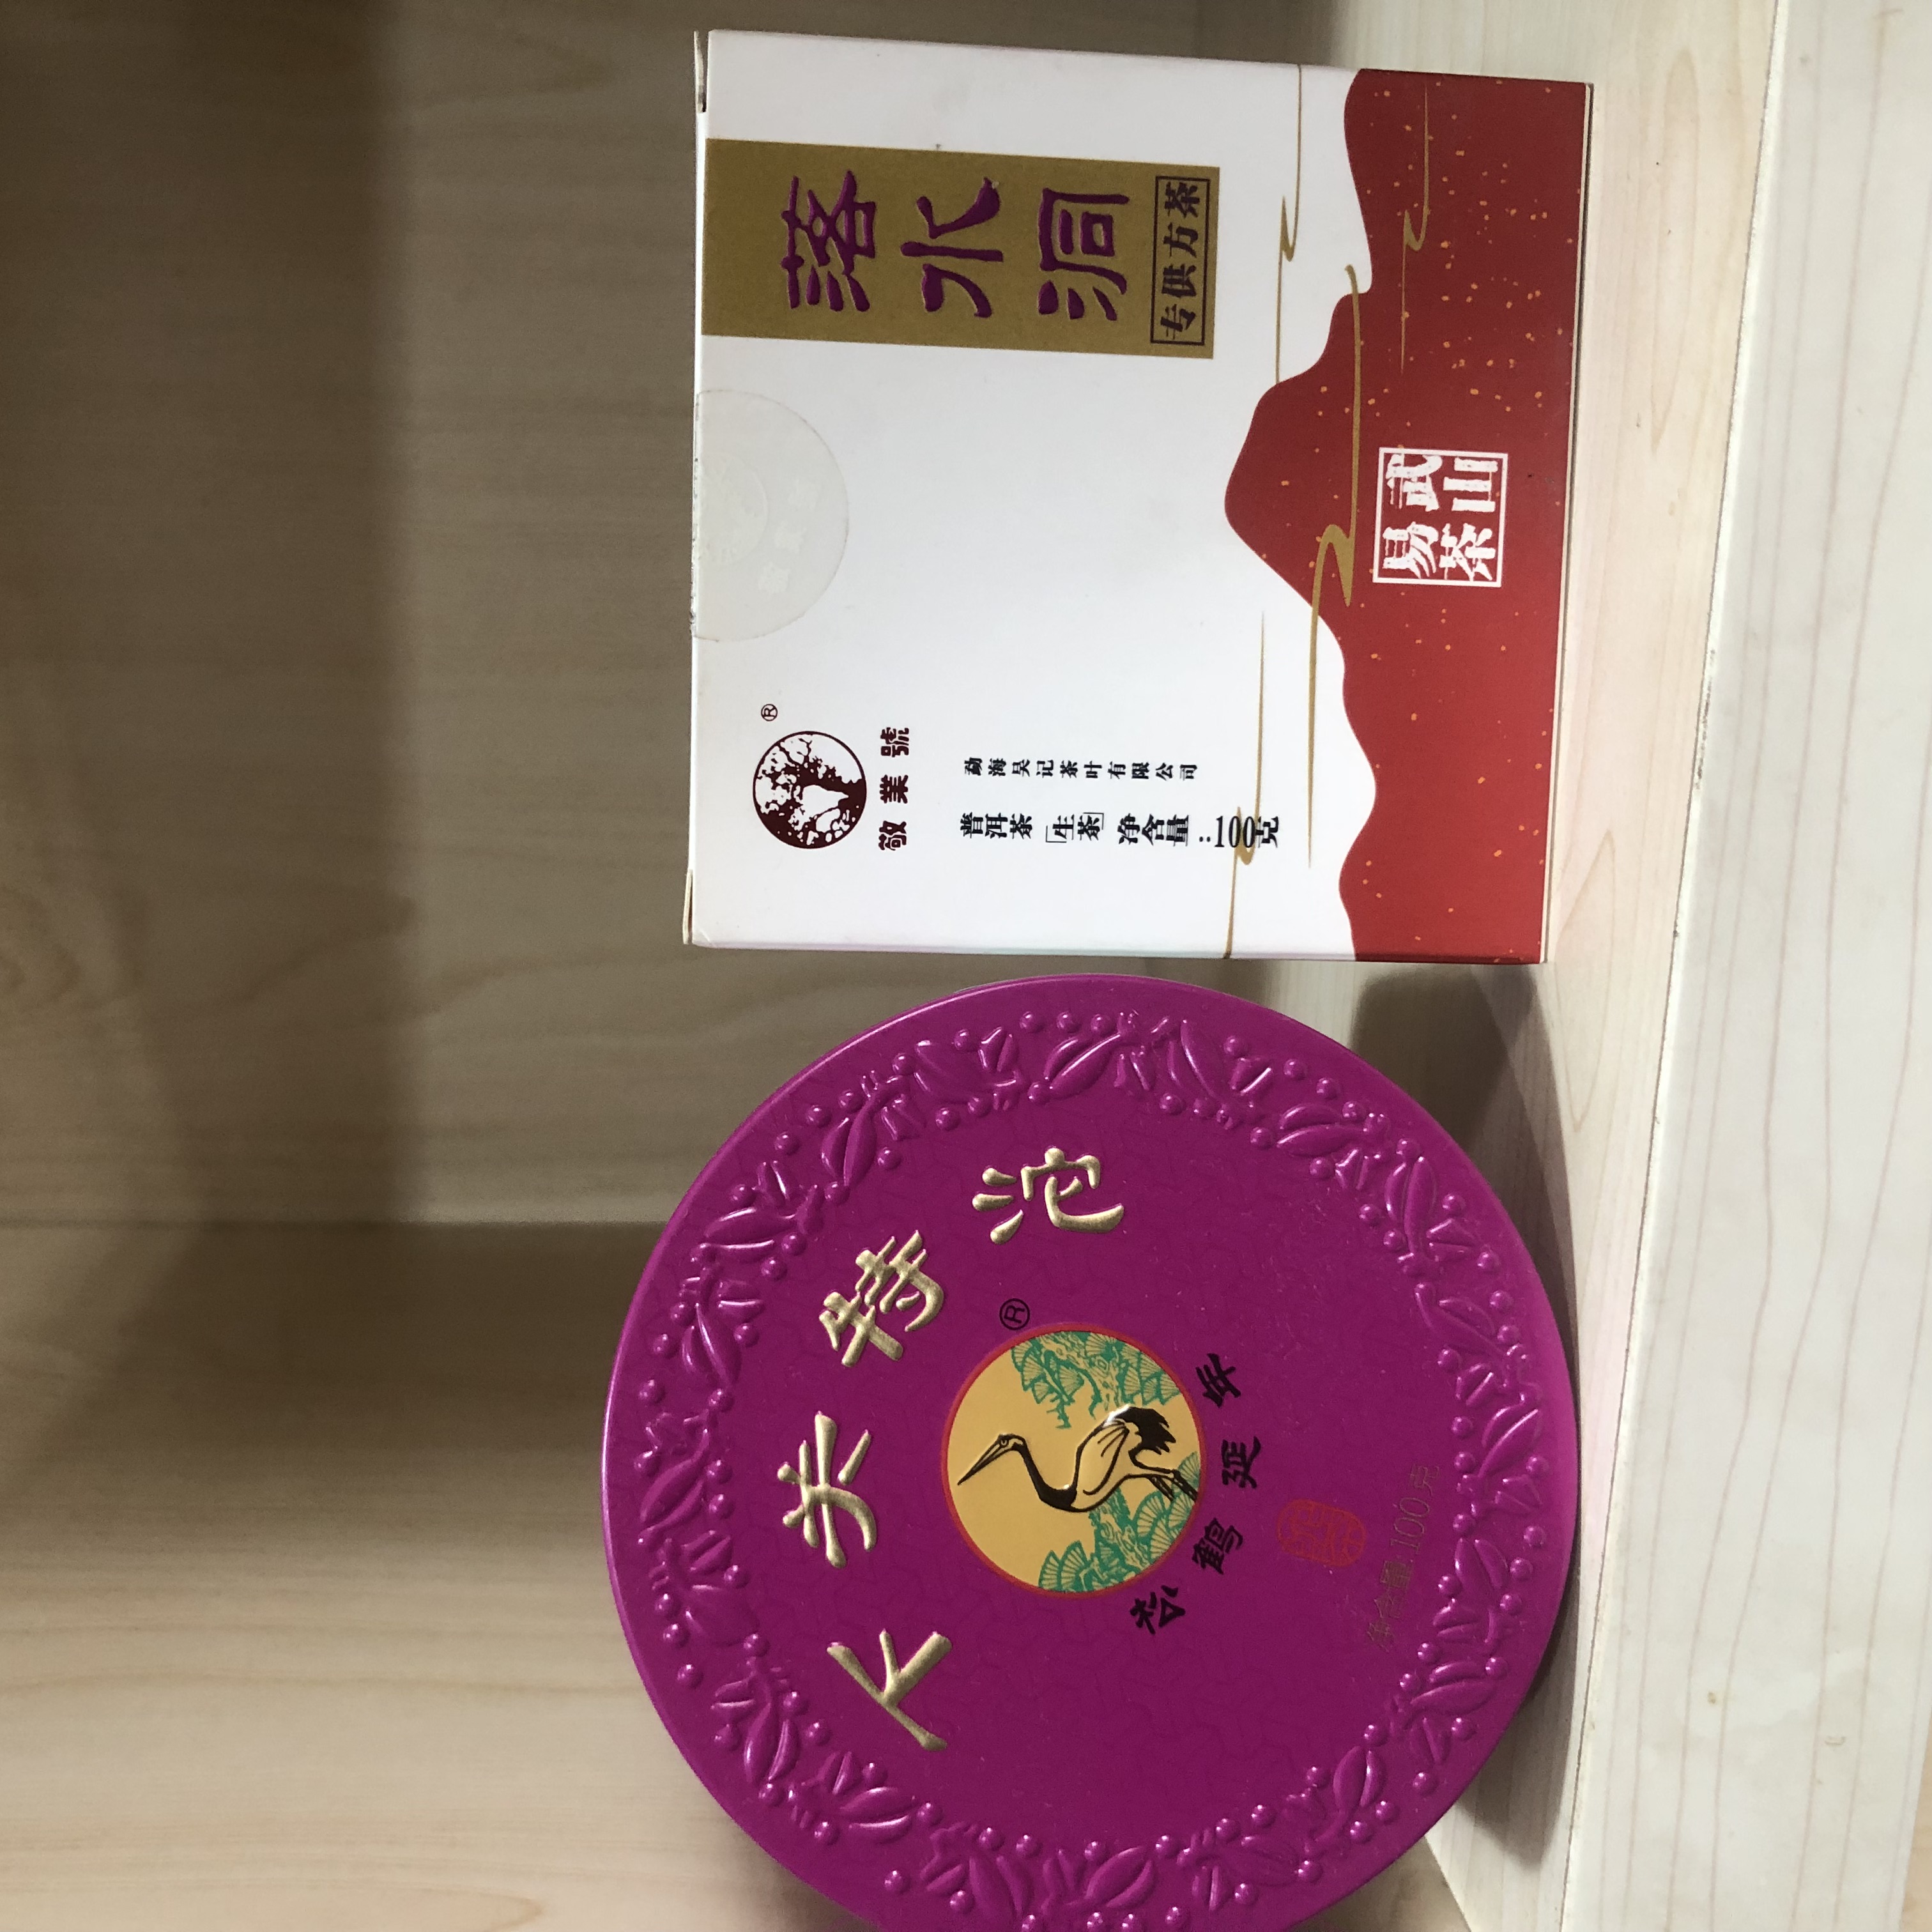 下关特沱
®
松鹤延年
净含量:100克
®
敬業號
勐海吴记茶叶有限公司
普洱茶「生茶」净含量:100克
落水洞
专供方茶
易武
茶山